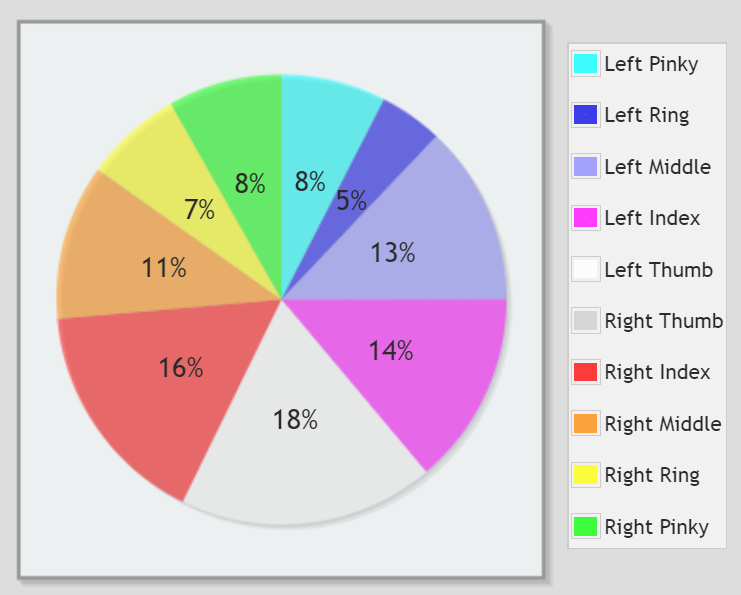 8%
8%
5%
7%
13%
11%
14%
16%
18%
Left Pinky
Left Ring
Left Middle
Left Index
Left Thumb
Right Thumb
Right Index
Right Middle
Right Ring
Right Pinky